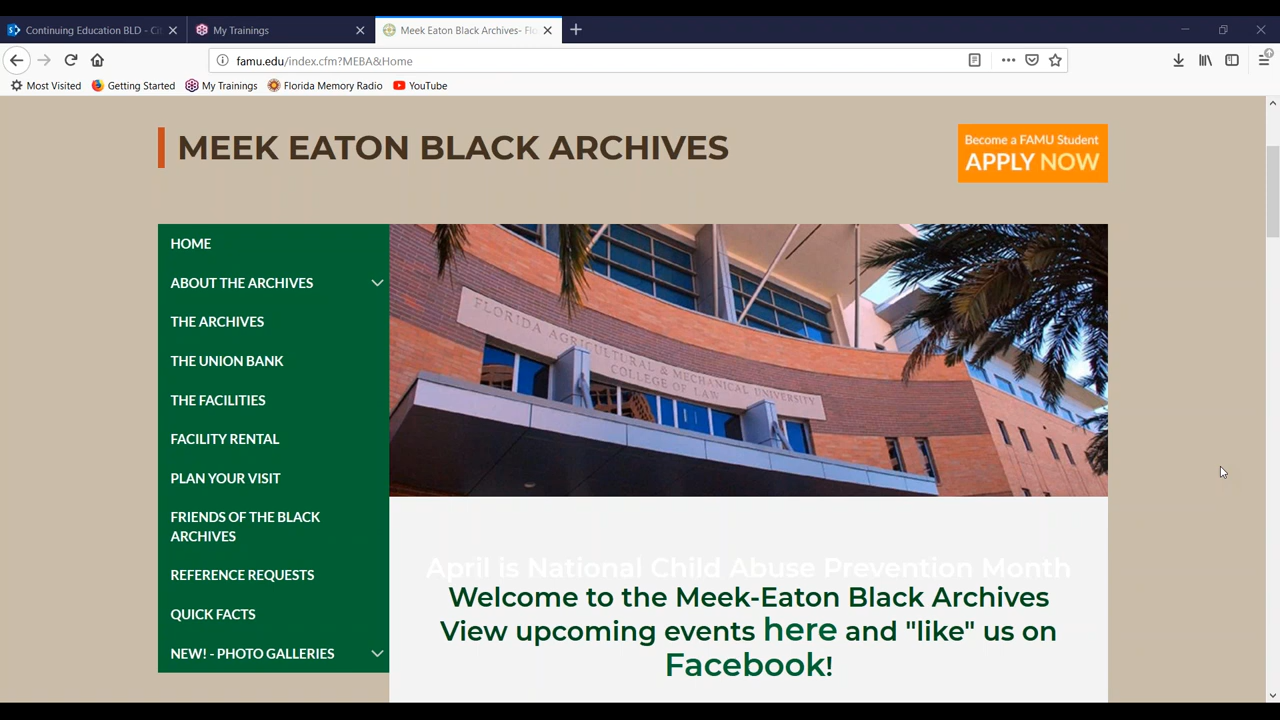 Continuing Education BLD - Ci
My Trainings
Meek Eaton Black Archives- Flo
famu.edu/index.cfm?MEBA&Home
Most Visited
Getting Started
My Trainings
Florida Memory Radio
YouTube
MEEK EATON BLACK ARCHIVES
Become a FAMU Student
APPLY NOW
HOME
ABOUT THE ARCHIVES
THE ARCHIVES
THE UNION BANK
THE FACILITIES
FACILITY RENTAL
PLAN YOUR VISIT
FRIENDS OF THE BLACK
ARCHIVES
REFERENCE REQUESTS
QUICK FACTS
NEW! - PHOTO GALLERIES
FLORIDA AGRICULTURAL & MECHANICAL UNIVERSITY
COLLEGE OF LAW
April is National Child Abuse Prevention Month
Welcome to the Meek-Eaton Black Archives
View upcoming events here and "like" us on
Facebook!